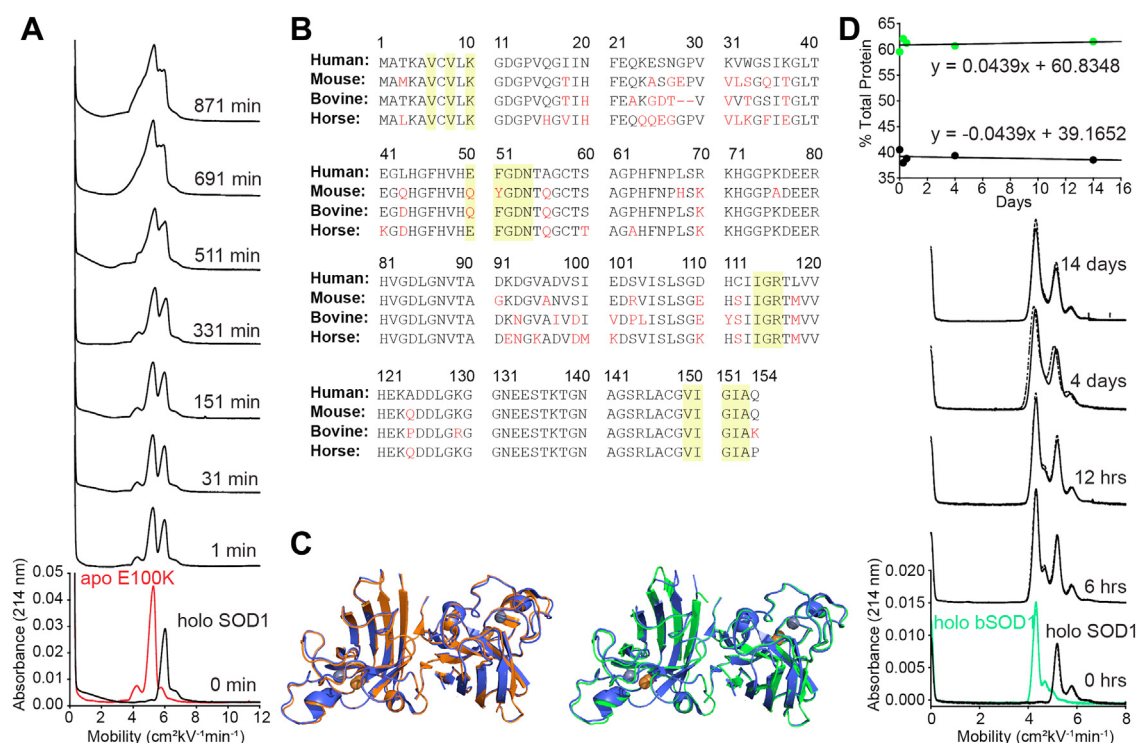 A
871 min
691 min
511 min
331 min
151 min
31 min
1 min
apo E100K
holo SOD1
0 min
0.05
0.04
0.03
0.02
0.01
0.00
Absorbance (214 nm)
0 2 4 6 8 10 12
Mobility (cm²kV⁻¹min⁻¹)
B
1 10 11 20 21 30 31 40
Human: MATKAVCVLK GDGPVQGIIN FEQKESNGPV KVWGSIKGLT
Mouse: MAMKAVCVLK GDGPVQGTIH FEQKASGEPV VLSGQITGLT
Bovine: MATKAVCVLK GDGPVQGTIH FEAKGDT--V VVTGSITGLT
Horse: MALKAVCVLK GDGPVHGVIH FEQQQEGGPV VLKGFIEGLT
41 50 51 60 61 70 71 80
Human: EGLHGFHVHE FGDNTAGCTS AGPHFNPLSR KHGGPKDEER
Mouse: EGQHGFHVHQ YGDNTQGCTS AGPHFNPHSK KHGGPADEER
Bovine: EGDHGFHVHQ FGDNTQGCTS AGPHFNPLSK KHGGPKDEER
Horse: KGDHGFHVHE FGDNTQGCTT AGAHFNPLSK KHGGPKDEER
81 90 91 100 101 110 111 120
Human: HVGDLGNVTA DKDGVADVSI EDSVISLSGD HCIIGRTLVV
Mouse: HVGDLGNVTA GKDGVANVSI EDRVISLSGE HSIIGRTMVV
Bovine: HVGDLGNVTA DKNGVAIVDI VDPLISLSGE YSIIGRTMVV
Horse: HVGDLGNVTA DENGKADVDM KDSVISLSGK HSIIGRTMVV
121 130 131 140 141 150 151 154
Human: HEKADDLGKG GNEESTKTGN AGSRLACGVI GIAQ
Mouse: HEKQDDLGKG GNEESTKTGN AGSRLACGVI GIAQ
Bovine: HEKPDDLGRG GNEESTKTGN AGSRLACGVI GIAK
Horse: HEKQDDLGKG GNEESTKTGN AGSRLACGVI GIAP
C
D
65
60
55
50
45
40
35
% Total Protein
y = 0.0439x + 60.8348
y = -0.0439x + 39.1652
0 2 4 6 8 10 12 14 16
Days
14 days
4 days
12 hrs
6 hrs
0.020
0.015
0.010
0.005
0.000
Absorbance (214 nm)
holo bSOD1
holo SOD1
0 hrs
0 2 4 6 8
Mobility (cm²kV⁻¹min⁻¹)